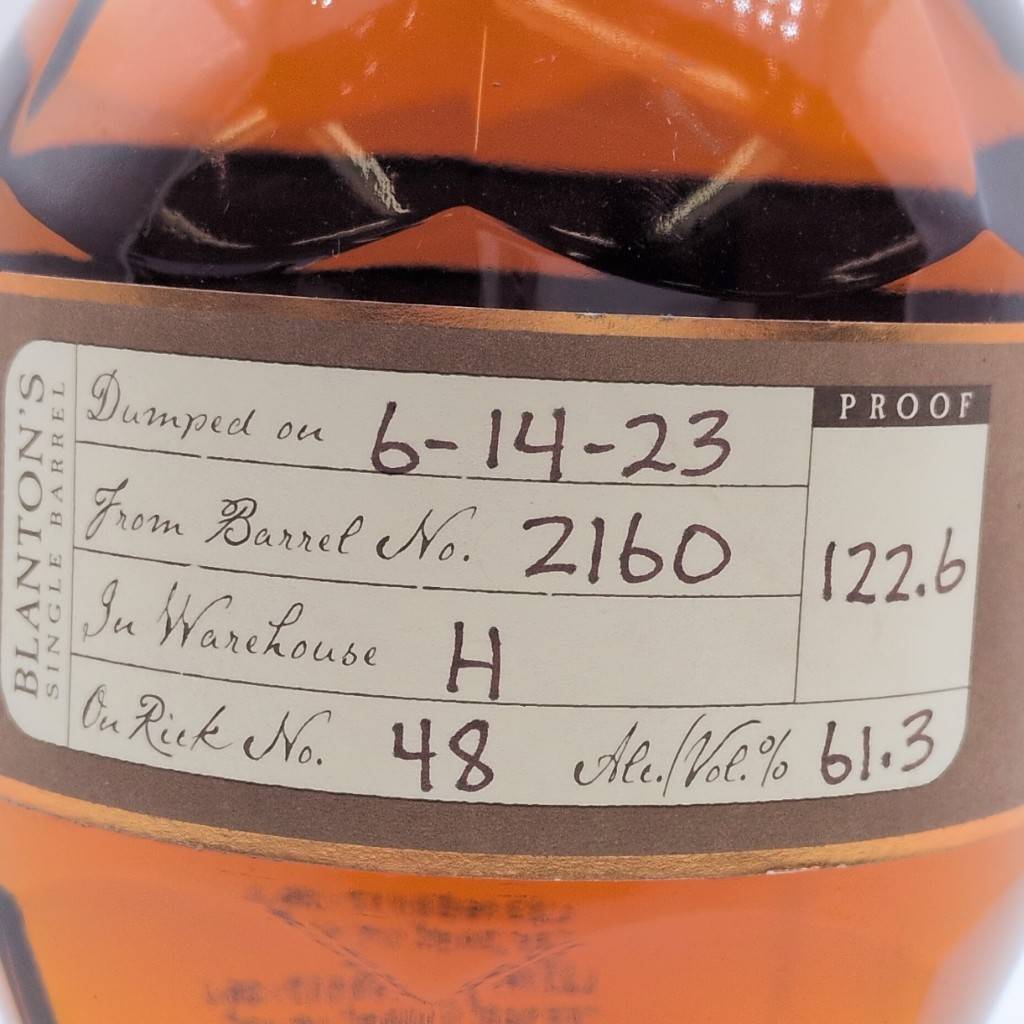 BLANTON'S
SINGLE BARREL
Dumped on 6-14-23
From Barrel No. 2160
In Warehouse H
On Rick No. 48 Alc./Vol.% 61.3
PROOF
122.6